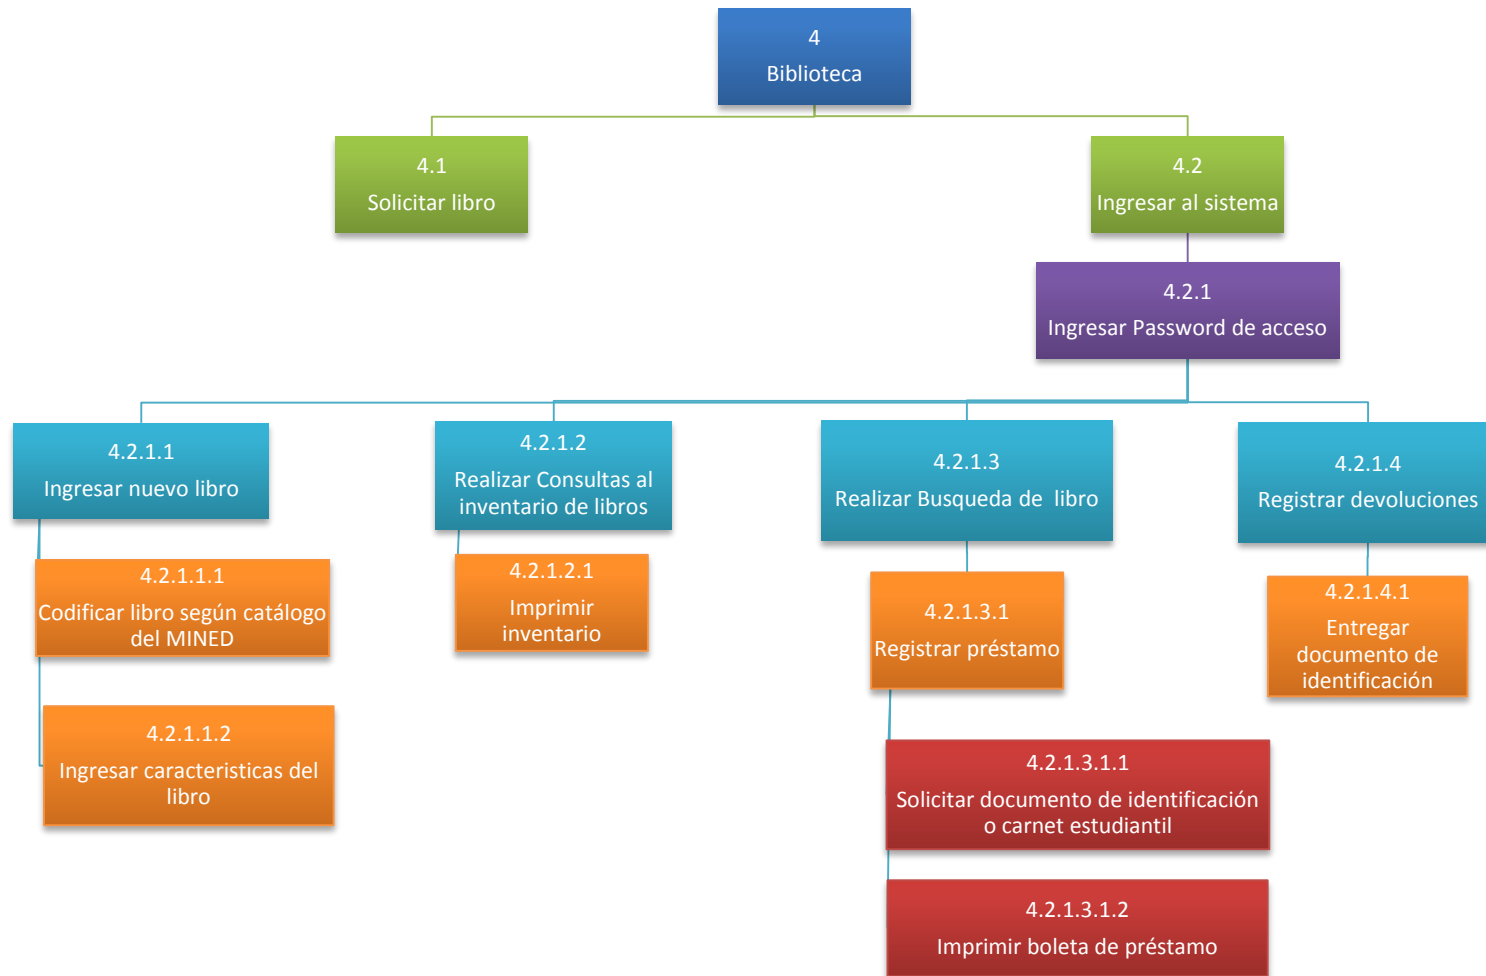 4
Biblioteca
4.1
Solicitar libro
4.2
Ingresar al sistema
4.2.1
Ingresar Password de acceso
4.2.1.1
Ingresar nuevo libro
4.2.1.2
Realizar Consultas al
inventario de libros
4.2.1.3
Realizar Busqueda de  libro
4.2.1.4
Registrar devoluciones
4.2.1.1.1
Codificar libro según catálogo
del MINED
4.2.1.2.1
Imprimir
inventario
4.2.1.3.1
Registrar préstamo
4.2.1.4.1
Entregar
documento de
identificación
4.2.1.1.2
Ingresar caracteristicas del
libro
4.2.1.3.1.1
Solicitar documento de identificación
o carnet estudiantil
4.2.1.3.1.2
Imprimir boleta de préstamo